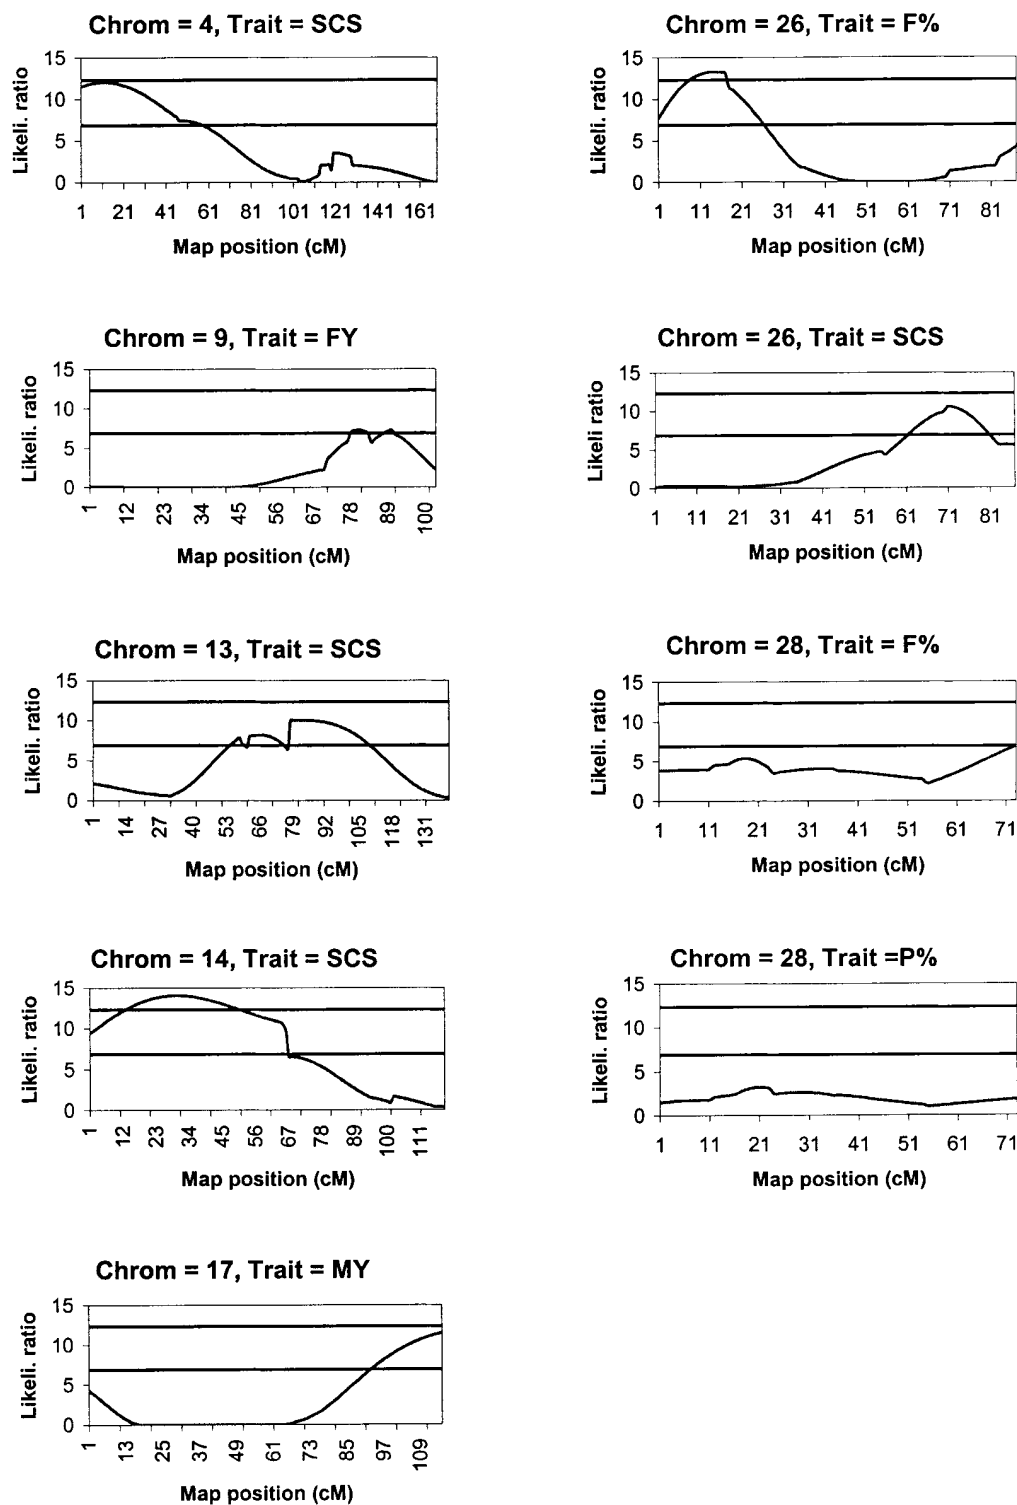 Chrom = 4, Trait = SCS
Likeli. ratio
15
10
5
0
1 21 41 61 81 101 121 141 161
Map position (cM)
Chrom = 26, Trait = F%
Likeli. ratio
15
10
5
0
1 11 21 31 41 51 61 71 81
Map position (cM)
Chrom = 9, Trait = FY
Likeli. ratio
15
10
5
0
1 12 23 34 45 56 67 78 89 100
Map position (cM)
Chrom = 26, Trait = SCS
Likeli ratio
15
10
5
0
1 11 21 31 41 51 61 71 81
Map position (cM)
Chrom = 13, Trait = SCS
Likeli. ratio
15
10
5
0
1 14 27 40 53 66 79 92 105 118 131
Map position (cM)
Chrom = 28, Trait = F%
Likeli. ratio
15
10
5
0
1 11 21 31 41 51 61 71
Map position (cM)
Chrom = 14, Trait = SCS
Likeli. ratio
15
10
5
0
1 12 23 34 45 56 67 78 89 100 111
Map position (cM)
Chrom = 28, Trait =P%
Likeli. ratio
15
10
5
0
1 11 21 31 41 51 61 71
Map position (cM)
Chrom = 17, Trait = MY
Likeli. ratio
15
10
5
0
1 13 25 37 49 61 73 85 97 109
Map position (cM)